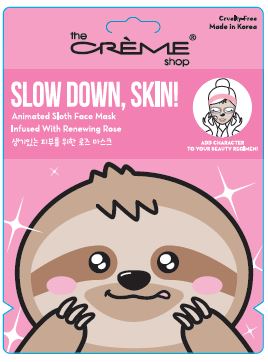 Cruelty-Free
Made in Korea
the
CRÈME®
shop
SLOW DOWN, SKIN!
Animated Sloth Face Mask
Infused With Renewing Rose
생기있는 피부를 위한 로즈 마스크
ADD CHARACTER
TO YOUR BEAUTY REGIMEN!